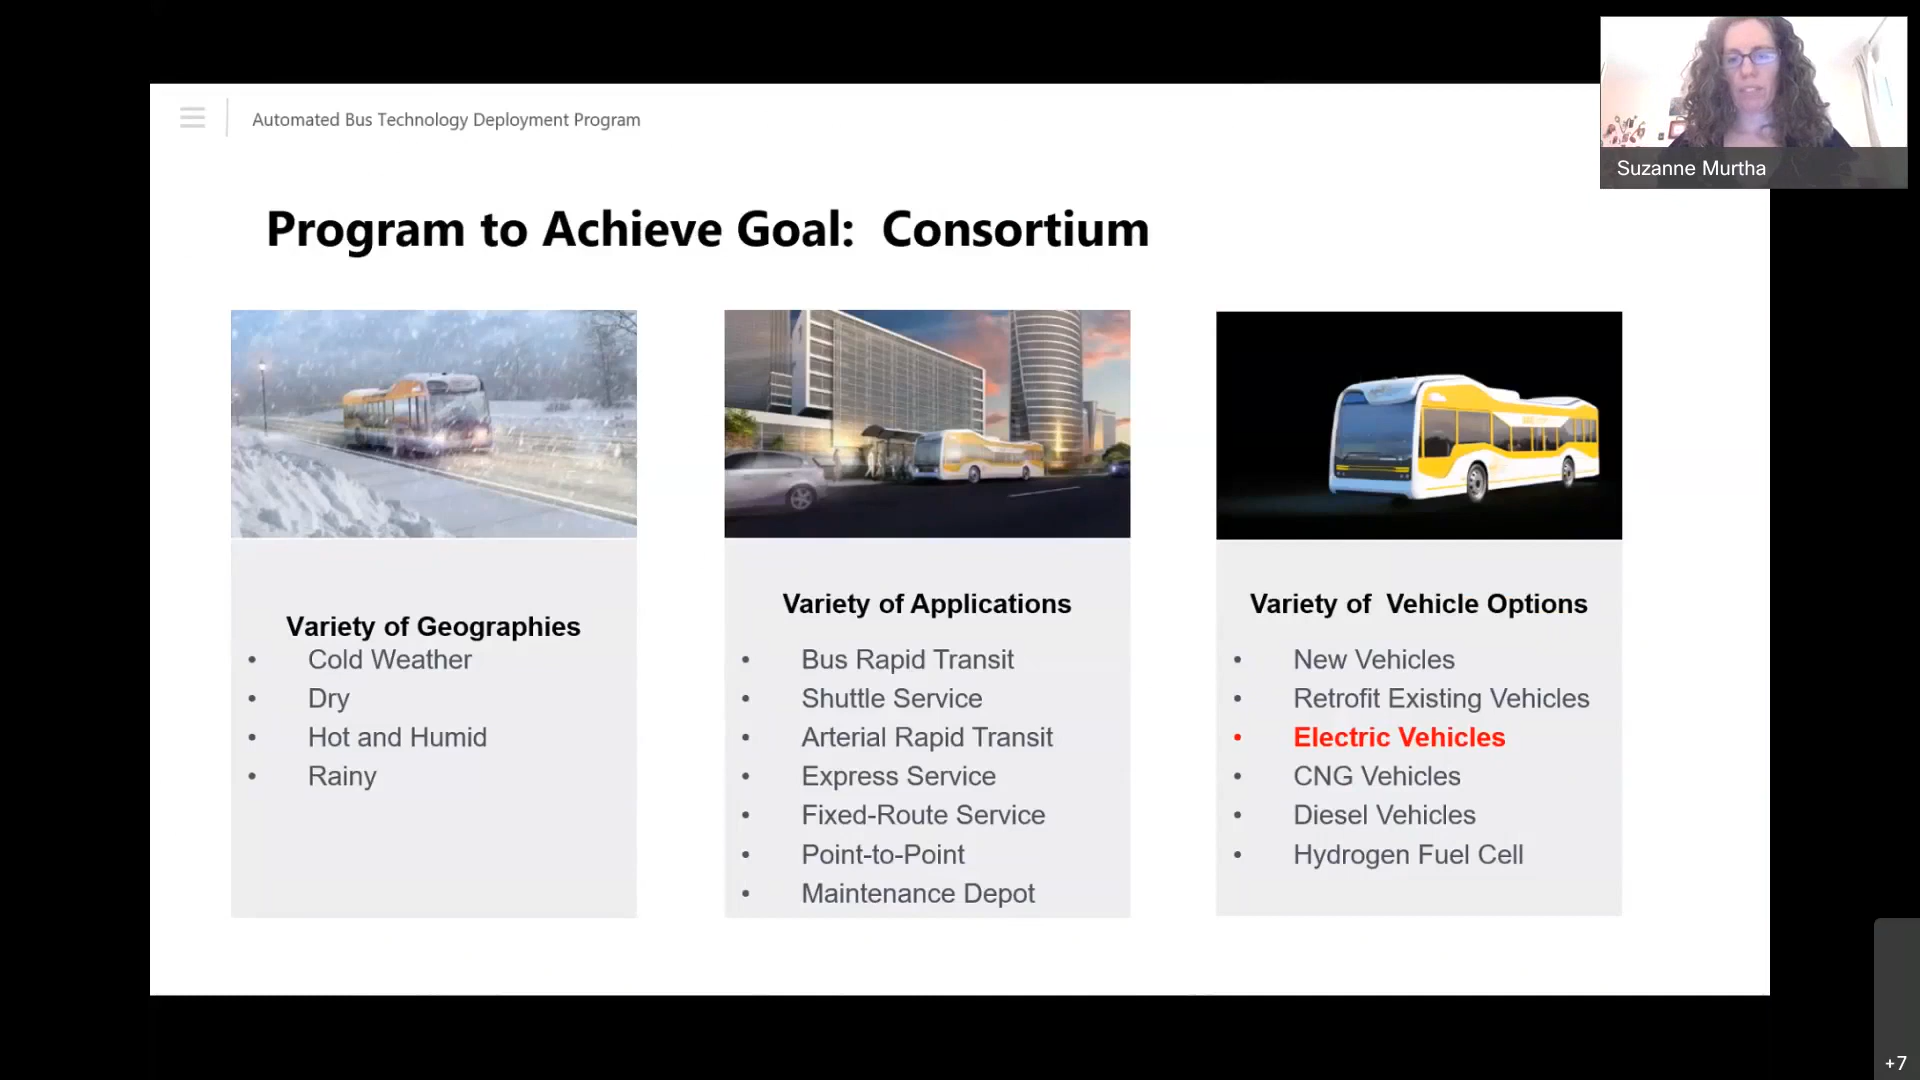 Automated Bus Technology Deployment Program
Suzanne Murtha
Program to Achieve Goal:  Consortium
Variety of Geographies
• Cold Weather
• Dry
• Hot and Humid
• Rainy
Variety of Applications
• Bus Rapid Transit
• Shuttle Service
• Arterial Rapid Transit
• Express Service
• Fixed-Route Service
• Point-to-Point
• Maintenance Depot
Variety of  Vehicle Options
• New Vehicles
• Retrofit Existing Vehicles
• Electric Vehicles
• CNG Vehicles
• Diesel Vehicles
• Hydrogen Fuel Cell
+7